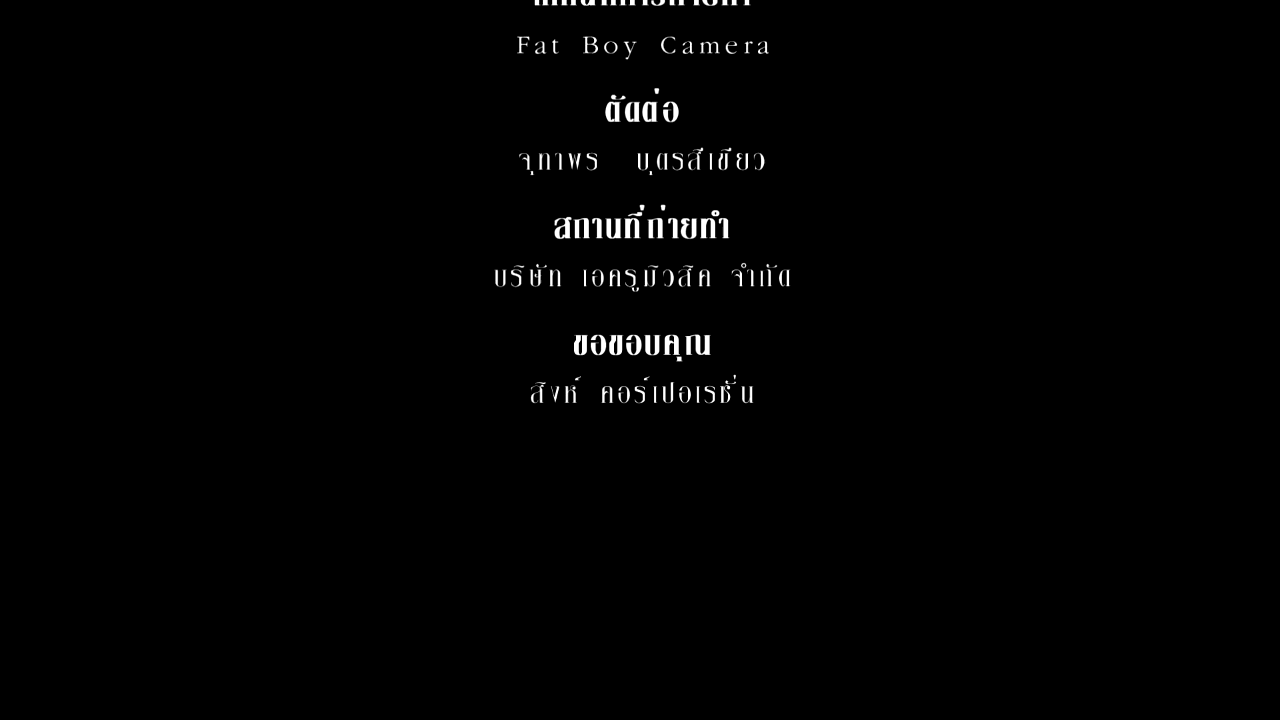 Fat Boy Camera
ตัดต่อ
จุฑาพร บุตรสีเขียว
สถานที่ถ่ายทำ
บริษัท เอครูมิวสิค จำกัด
ขอขอบคุณ
สิงห์ คอร์เปอเรชั่น